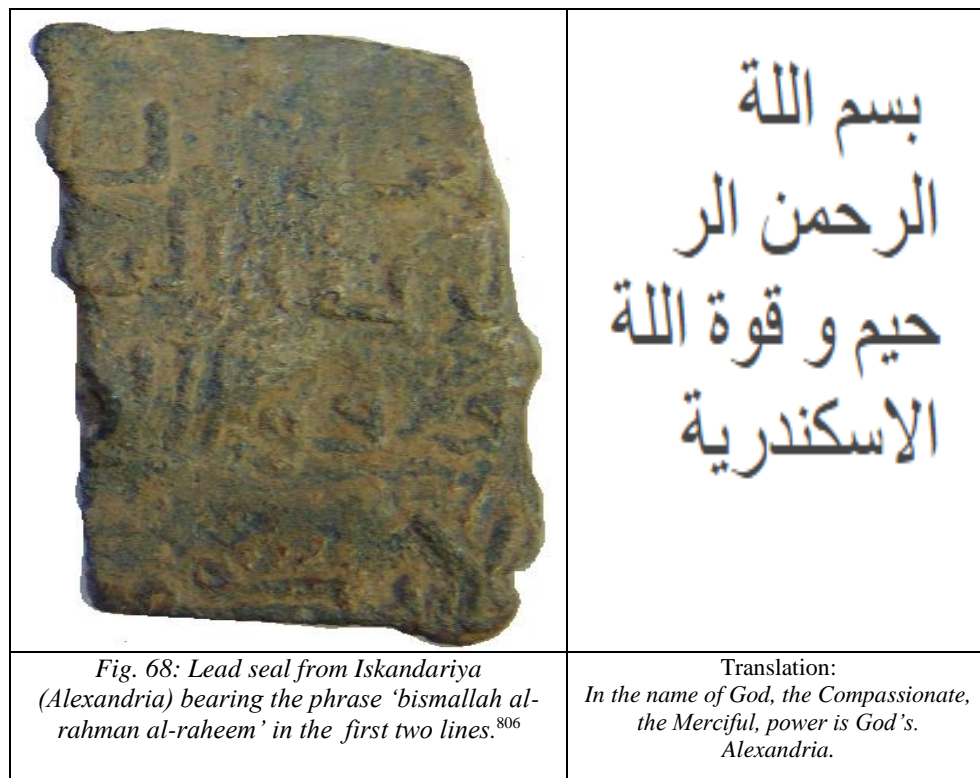 بسم اللة
الرحمن الر
حيم و قوة اللة
الاسكندرية
Fig. 68: Lead seal from Iskandariya
(Alexandria) bearing the phrase ‘bismallah al-
rahman al-raheem’ in the first two lines.806
Translation:
In the name of God, the Compassionate,
the Merciful, power is God’s.
Alexandria.